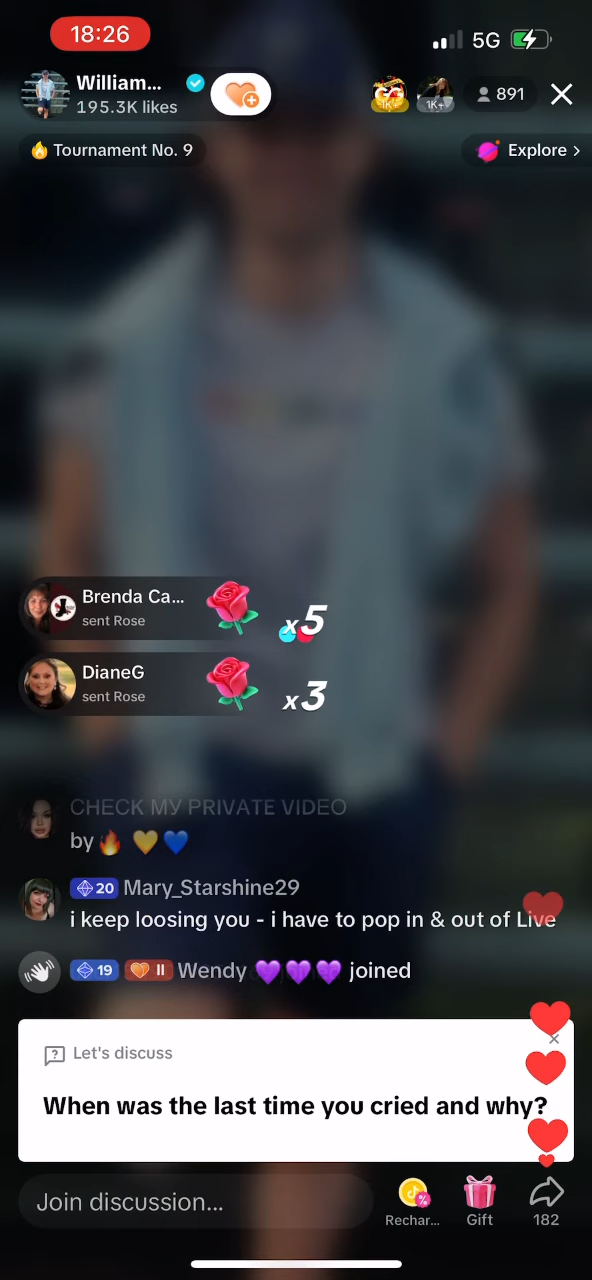 18:26
5G
William...
195.3K likes
1K+
1K+
891
Tournament No. 9
Explore >
Brenda Ca...
sent Rose
x5
DianeG
sent Rose
x3
CHECK MY PRIVATE VIDEO
by🔥 💛 💙
20 Mary_Starshine29
i keep loosing you - i have to pop in & out of Live
19 II Wendy 💜💜💜 joined
Let's discuss
When was the last time you cried and why?
Join discussion...
Rechar...
Gift
182